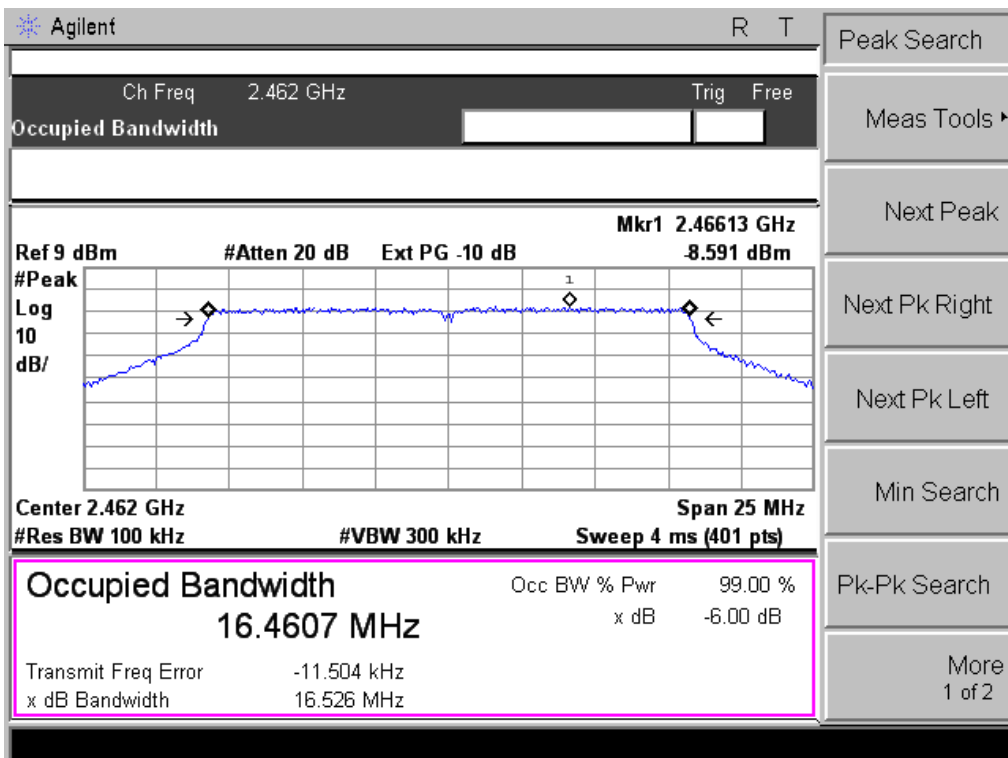 Agilent R T
Ch Freq 2.462 GHz Trig Free
Occupied Bandwidth
Mkr1 2.46613 GHz
Ref 9 dBm #Atten 20 dB Ext PG -10 dB -8.591 dBm
#Peak
Log
10
dB/
1
Center 2.462 GHz Span 25 MHz
#Res BW 100 kHz #VBW 300 kHz Sweep 4 ms (401 pts)
Occupied Bandwidth
16.4607 MHz
Occ BW % Pwr 99.00 %
x dB -6.00 dB
Transmit Freq Error -11.504 kHz
x dB Bandwidth 16.526 MHz
Peak Search
Meas Tools
Next Peak
Next Pk Right
Next Pk Left
Min Search
Pk-Pk Search
More
1 of 2